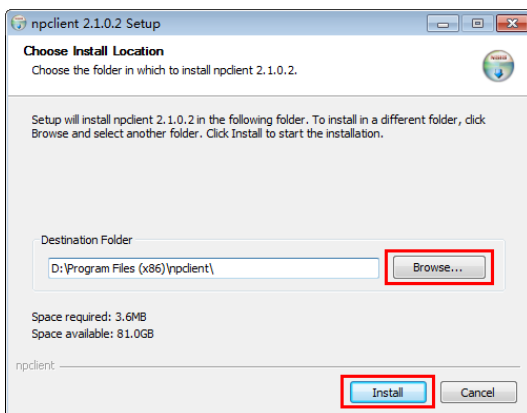 npclient 2.1.0.2 Setup
Choose Install Location
Choose the folder in which to install npclient 2.1.0.2.
Setup will install npclient 2.1.0.2 in the following folder. To install in a different folder, click
Browse and select another folder. Click Install to start the installation.
Destination Folder
D:\Program Files (x86)\npclient\
Browse...
Space required: 3.6MB
Space available: 81.0GB
npclient
Install
Cancel